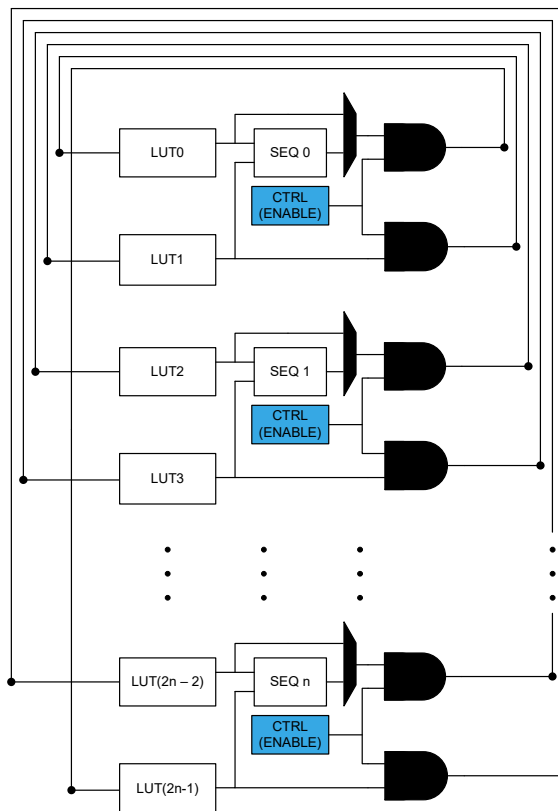 LUT0
SEQ 0
CTRL
(ENABLE)
LUT1
LUT2
SEQ 1
CTRL
(ENABLE)
LUT3
LUT(2n – 2)
SEQ n
CTRL
(ENABLE)
LUT(2n-1)